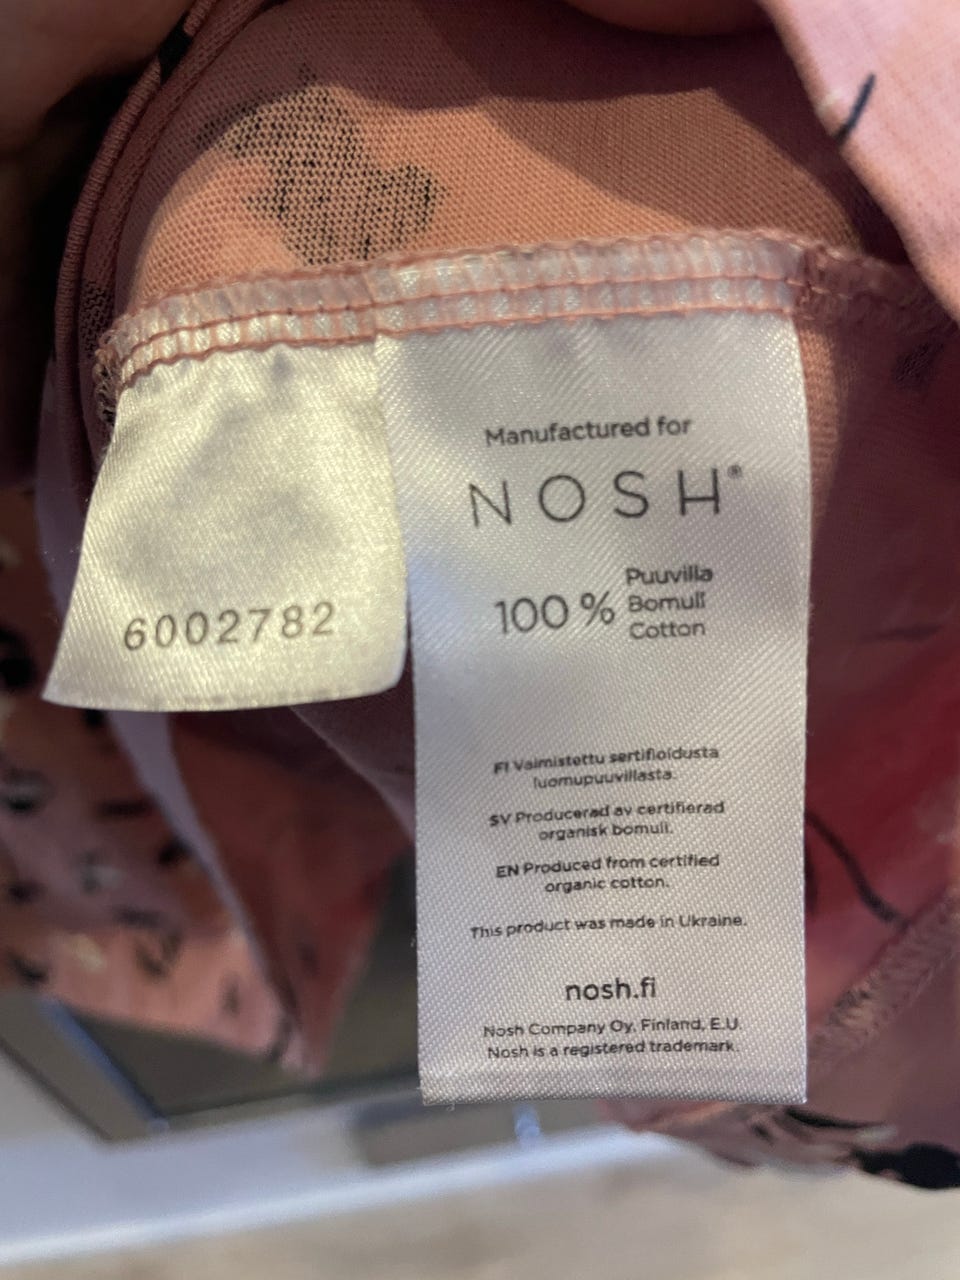 6002782
Manufactured for
NOSH®
100 % Puuvilla
Bomull
Cotton
FI Valmistettu sertifioidusta
luomupuuvillasta.
SV Producerad av certifierad
organisk bomull.
EN Produced from certified
organic cotton.
This product was made in Ukraine.
nosh.fi
Nosh Company Oy, Finland, E.U.
Nosh is a registered trademark.